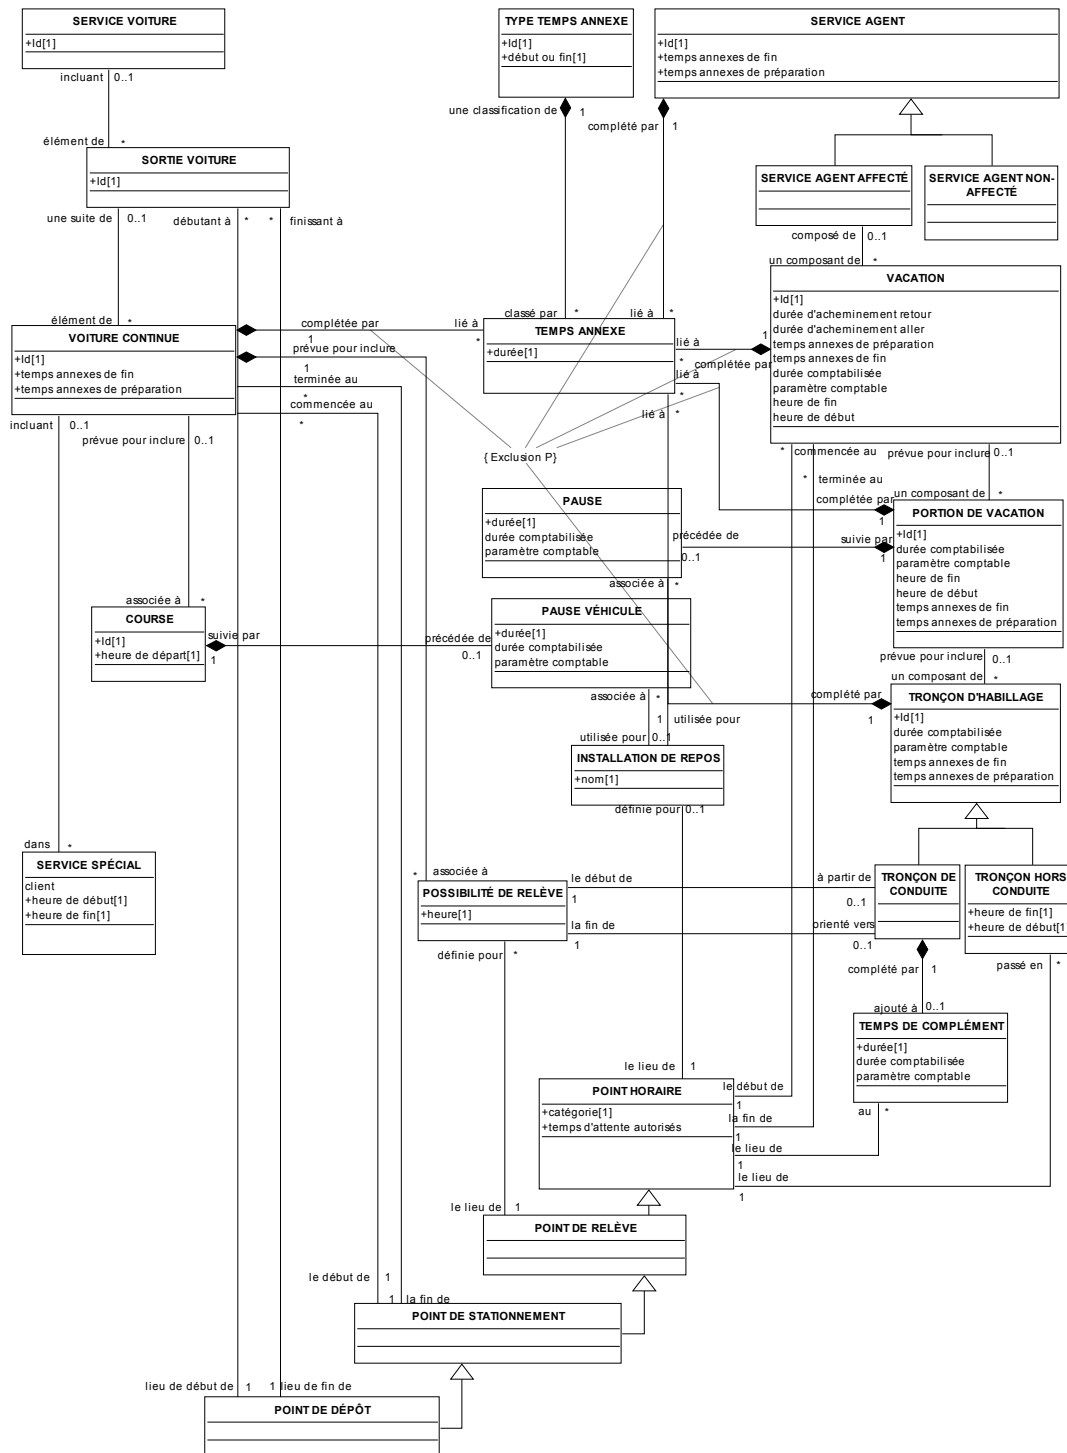 SERVICE VOITURE
+Id[1]
TYPE TEMPS ANNEXE
+Id[1]
+début ou fin[1]
SERVICE AGENT
+Id[1]
+temps annexes de fin
+temps annexes de préparation
incluant
0..1
une classification de
1
complété par
1
élément de
*
SORTIE VOITURE
+Id[1]
SERVICE AGENT AFFECTÉ
SERVICE AGENT NON-
AFFECTÉ
une suite de
0..1
débutant à
*
*
finissant à
composé de
0..1
un composant de
*
VACATION
+Id[1]
durée d'acheminement retour
durée d'acheminement aller
temps annexes de préparation
temps annexes de fin
durée comptabilisée
paramètre comptable
heure de fin
heure de début
élément de
*
VOITURE CONTINUE
+Id[1]
+temps annexes de fin
+temps annexes de préparation
complétée par
1
lié à
*
classé par
*
lié à
*
TEMPS ANNEXE
+durée[1]
lié à
*
1
complétée par
prévue pour inclure
1
lié à
*
terminée au
*
commencée au
*
lié à
*
incluant
0..1
prévue pour inclure
0..1
{ Exclusion P}
*
commencée au
prévue pour inclure
0..1
*
terminée au
un composant de
*
complétée par
1
PAUSE
+durée[1]
durée comptabilisée
paramètre comptable
précédée de
0..1
suivie par
1
PORTION DE VACATION
+Id[1]
durée comptabilisée
paramètre comptable
heure de fin
heure de début
temps annexes de fin
temps annexes de préparation
associée à
*
associée à
*
COURSE
+Id[1]
+heure de départ[1]
suivie par
1
précédée de
0..1
PAUSE VÉHICULE
+durée[1]
durée comptabilisée
paramètre comptable
prévue pour inclure
0..1
un composant de
*
associée à
*
complété par
1
TRONÇON D'HABILLAGE
+Id[1]
durée comptabilisée
paramètre comptable
temps annexes de fin
temps annexes de préparation
1
utilisée pour
utilisée pour
0..1
INSTALLATION DE REPOS
+nom[1]
définie pour
0..1
dans
*
SERVICE SPÉCIAL
client
+heure de début[1]
+heure de fin[1]
associée à
*
POSSIBILITÉ DE RELÈVE
+heure[1]
le début de
1
à partir de
0..1
la fin de
1
orienté vers
0..1
TRONÇON DE
CONDUITE
TRONÇON HORS
CONDUITE
+heure de fin[1]
+heure de début[1]
définie pour
*
complété par
1
passé en
*
ajouté à
0..1
TEMPS DE COMPLÉMENT
+durée[1]
durée comptabilisée
paramètre comptable
au
*
le lieu de
1
POINT HORAIRE
+catégorie[1]
+temps d'attente autorisés
le début de
1
la fin de
1
le lieu de
1
le lieu de
1
le lieu de
1
POINT DE RELÈVE
le début de
1
1
la fin de
POINT DE STATIONNEMENT
lieu de début de
1
1
lieu de fin de
POINT DE DÉPÔT